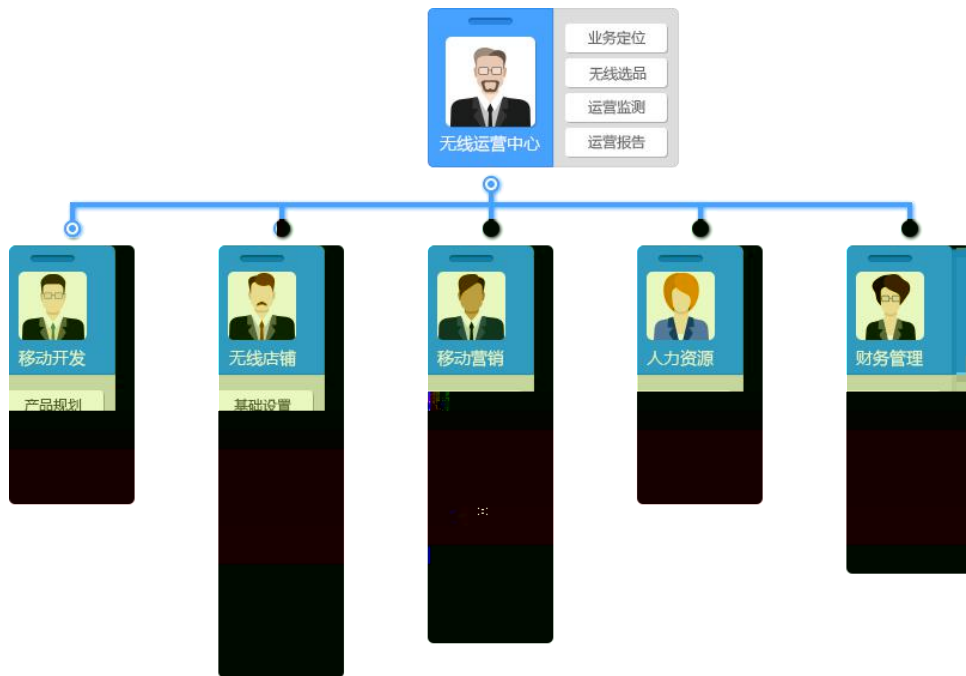 业务定位
无线选品
运营监测
运营报告
无线运营中心
移动开发
无线店铺
移动营销
人力资源
财务管理
产品规划
基础设置